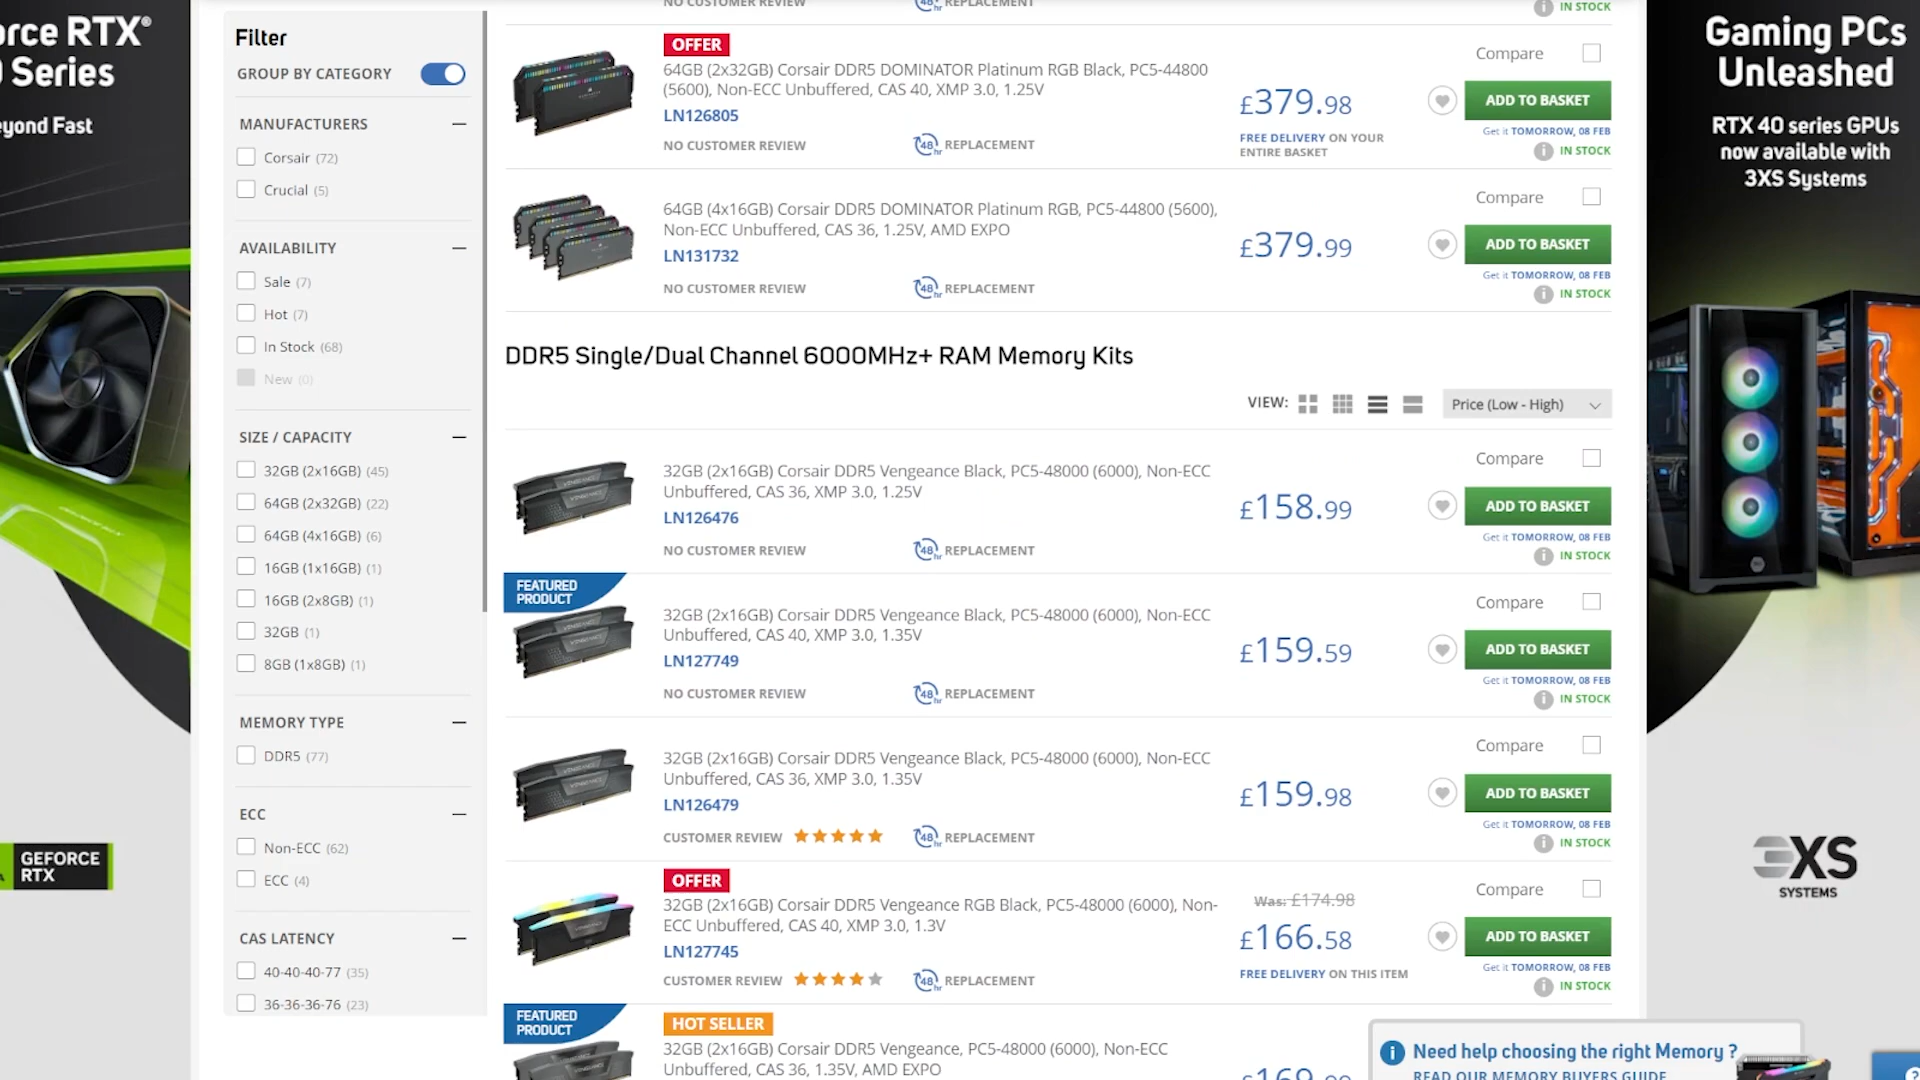 orce RTX®
Series
eyond Fast
GEFORCE
RTX
Filter
GROUP BY CATEGORY
MANUFACTURERS
Corsair (72)
Crucial (5)
AVAILABILITY
Sale (7)
Hot (7)
In Stock (68)
New (0)
SIZE / CAPACITY
32GB (2x16GB) (45)
64GB (2x32GB) (22)
64GB (4x16GB) (6)
16GB (1x16GB) (1)
16GB (2x8GB) (1)
32GB (1)
8GB (1x8GB) (1)
MEMORY TYPE
DDR5 (77)
ECC
Non-ECC (62)
ECC (4)
CAS LATENCY
40-40-40-77 (35)
36-36-36-76 (23)
NO CUSTOMER REVIEW
48hr REPLACEMENT
IN STOCK
OFFER
64GB (2x32GB) Corsair DDR5 DOMINATOR Platinum RGB Black, PC5-44800
(5600), Non-ECC Unbuffered, CAS 40, XMP 3.0, 1.25V
LN126805
NO CUSTOMER REVIEW
48hr REPLACEMENT
£379.98
FREE DELIVERY ON YOUR
ENTIRE BASKET
Compare
ADD TO BASKET
Get it TOMORROW, 08 FEB
IN STOCK
64GB (4x16GB) Corsair DDR5 DOMINATOR Platinum RGB, PC5-44800 (5600),
Non-ECC Unbuffered, CAS 36, 1.25V, AMD EXPO
LN131732
NO CUSTOMER REVIEW
48hr REPLACEMENT
£379.99
Compare
ADD TO BASKET
Get it TOMORROW, 08 FEB
IN STOCK
DDR5 Single/Dual Channel 6000MHz+ RAM Memory Kits
VIEW:
Price (Low - High)
32GB (2x16GB) Corsair DDR5 Vengeance Black, PC5-48000 (6000), Non-ECC
Unbuffered, CAS 36, XMP 3.0, 1.25V
LN126476
NO CUSTOMER REVIEW
48hr REPLACEMENT
£158.99
Compare
ADD TO BASKET
Get it TOMORROW, 08 FEB
IN STOCK
FEATURED
PRODUCT
32GB (2x16GB) Corsair DDR5 Vengeance Black, PC5-48000 (6000), Non-ECC
Unbuffered, CAS 40, XMP 3.0, 1.35V
LN127749
NO CUSTOMER REVIEW
48hr REPLACEMENT
£159.59
Compare
ADD TO BASKET
Get it TOMORROW, 08 FEB
IN STOCK
32GB (2x16GB) Corsair DDR5 Vengeance Black, PC5-48000 (6000), Non-ECC
Unbuffered, CAS 36, XMP 3.0, 1.35V
LN126479
CUSTOMER REVIEW
48hr REPLACEMENT
£159.98
Compare
ADD TO BASKET
Get it TOMORROW, 08 FEB
IN STOCK
OFFER
32GB (2x16GB) Corsair DDR5 Vengeance RGB Black, PC5-48000 (6000), Non-
ECC Unbuffered, CAS 40, XMP 3.0, 1.3V
LN127745
CUSTOMER REVIEW
48hr REPLACEMENT
Was: £174.98
£166.58
FREE DELIVERY ON THIS ITEM
Compare
ADD TO BASKET
Get it TOMORROW, 08 FEB
IN STOCK
FEATURED
PRODUCT
HOT SELLER
32GB (2x16GB) Corsair DDR5 Vengeance, PC5-48000 (6000), Non-ECC
Unbuffered, CAS 36, 1.35V, AMD EXPO
£169.99
Need help choosing the right Memory ?
READ OUR MEMORY BUYERS GUIDE
Gaming PCs
Unleashed
RTX 40 series GPUs
now available with
3XS Systems
3XS
SYSTEMS